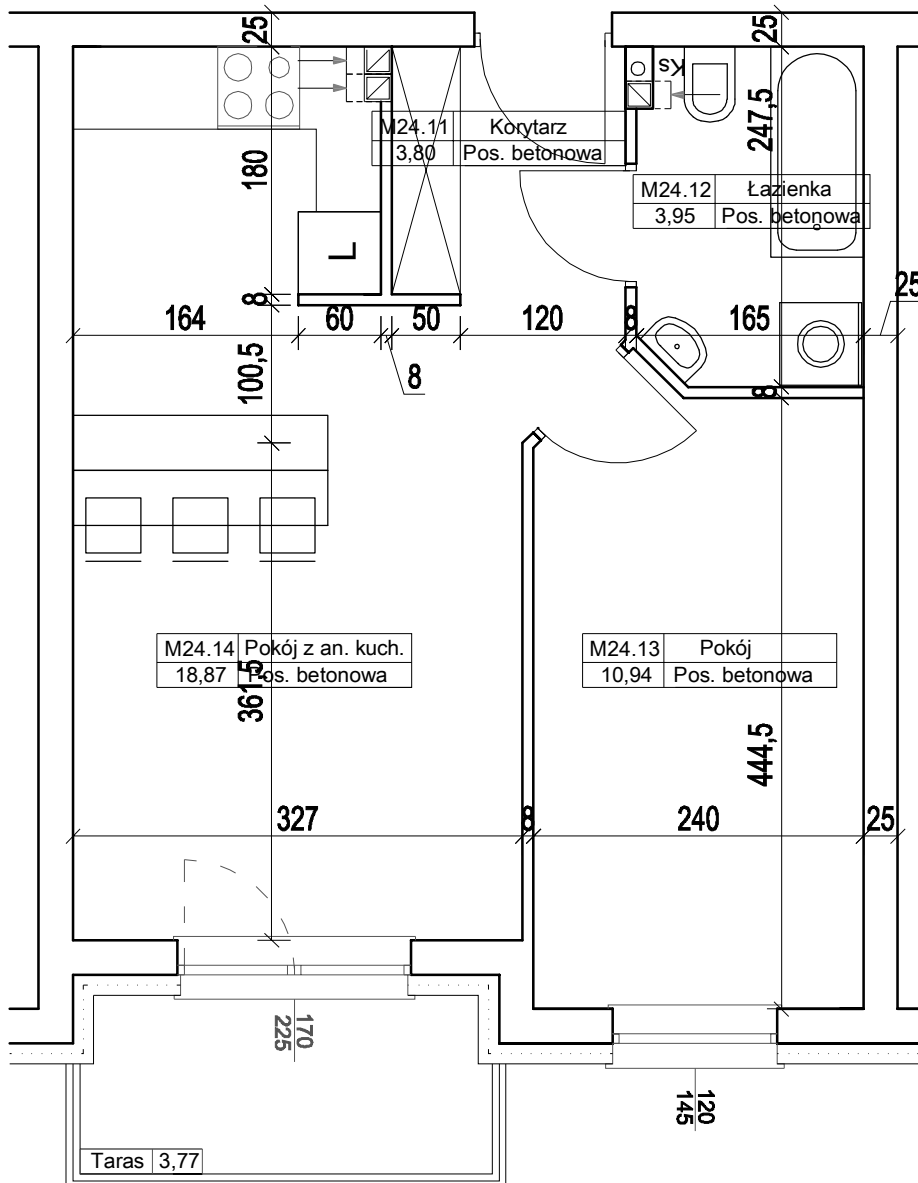 25
25
Ks
M24.11 Korytarz
3,80 Pos. betonowa
247,5
180
M24.12 Łazienka
3,95 Pos. betonowa
L
25
8
164
60
50
120
8
165
100,5
8
8
M24.14 Pokój z an. kuch.
18,87 Pos. betonowa
M24.13 Pokój
10,94 Pos. betonowa
361,5
444,5
327
8
240
25
170
225
120
145
Taras 3,77